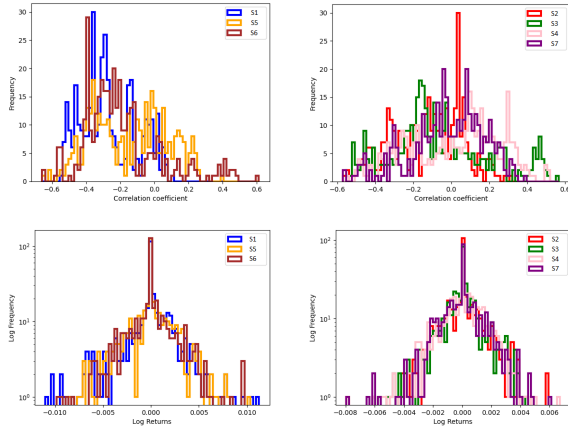 S1
S5
S6
Frequency
30
25
20
15
10
5
0
−0.6 −0.4 −0.2 0.0 0.2 0.4 0.6
Correlation coefficient
S2
S3
S4
S7
Frequency
30
25
20
15
10
5
0
−0.6 −0.4 −0.2 0.0 0.2 0.4 0.6
Correlation coefficient
S1
S5
S6
Log Frequency
10²
10¹
10⁰
−0.010 −0.005 0.000 0.005 0.010
Log Returns
S2
S3
S4
S7
Log Frequency
10²
10¹
10⁰
−0.008 −0.006 −0.004 −0.002 0.000 0.002 0.004 0.006
Log Returns